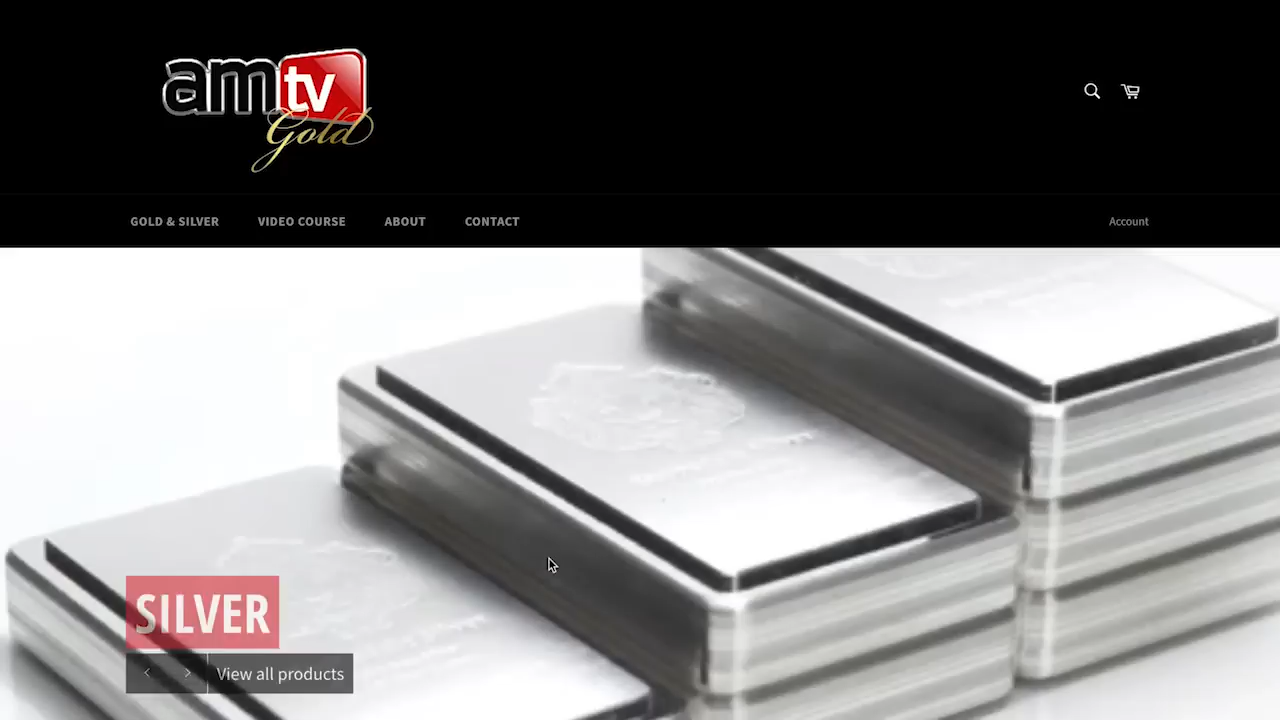 amtv
Gold
GOLD & SILVER VIDEO COURSE ABOUT CONTACT Account
SILVER
View all products